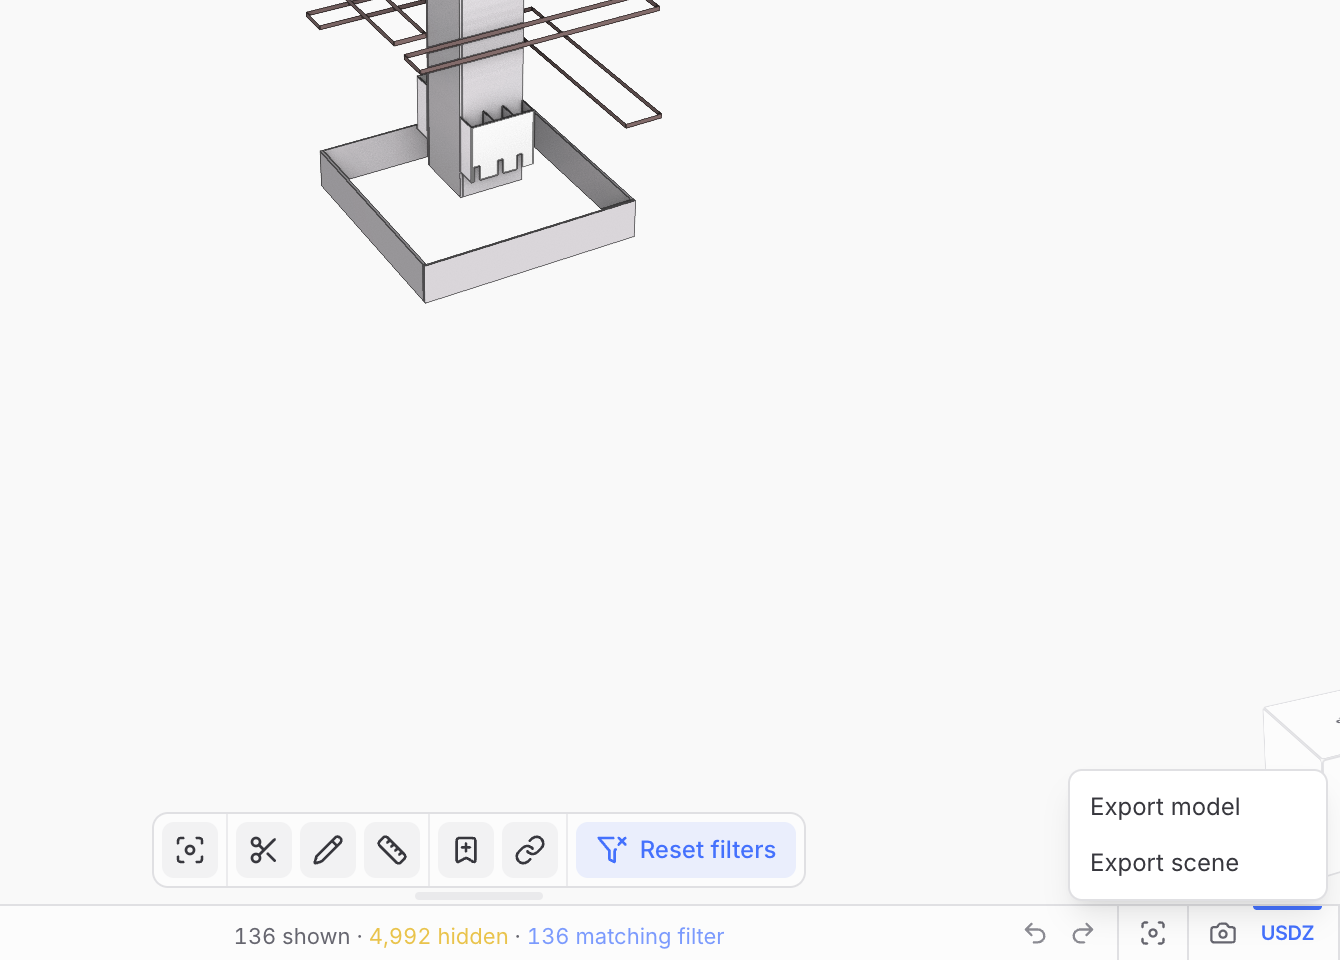 Export model
Export scene
Reset filters
136 shown · 4,992 hidden · 136 matching filter
USDZ